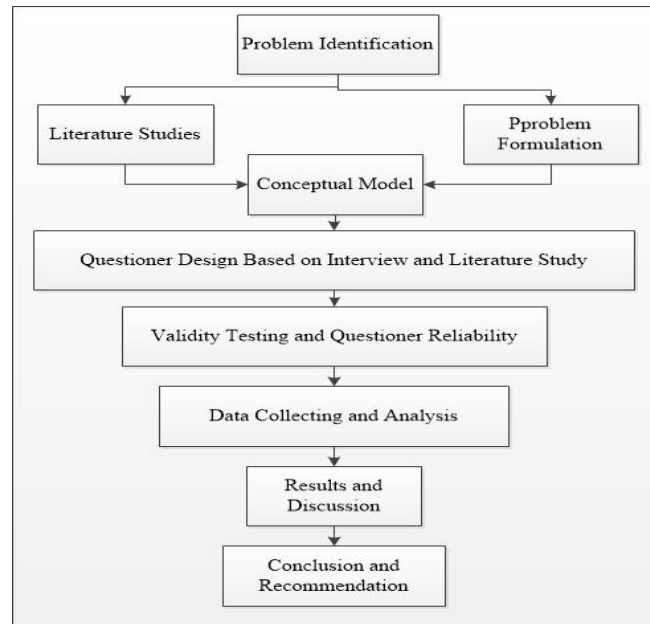 Problem Identification
Literature Studies
Pproblem
Formulation
Conceptual Model
Questioner Design Based on Interview and Literature Study
Validity Testing and Questioner Reliability
Data Collecting and Analysis
Results and
Discussion
Conclusion and
Recommendation